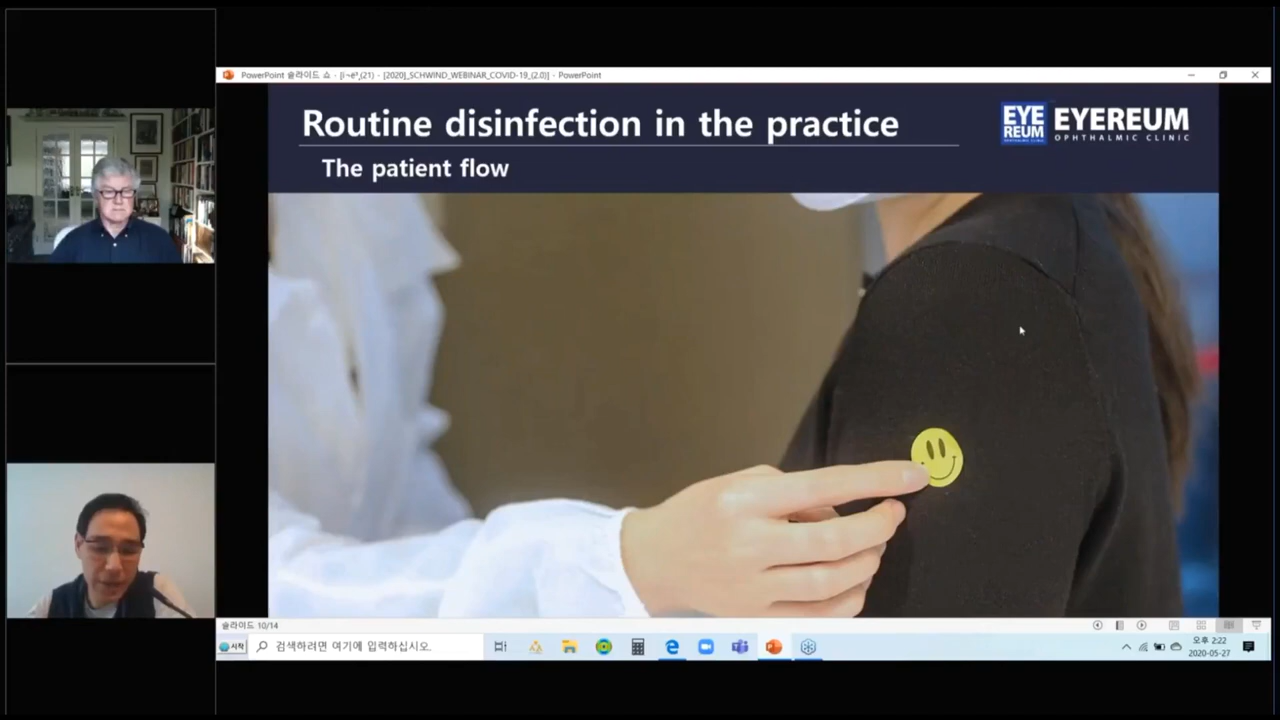 PowerPoint 슬라이드 쇼 - [2020]_SCHWIND_WEBINAR_COVID-19_(2.0)] - PowerPoint
Routine disinfection in the practice
The patient flow
EYE
REUM
EYEREUM
OPHTHALMIC CLINIC
슬라이드 10/14
시작
검색하려면 여기에 입력하십시오.
오후 2:22
2020-05-27